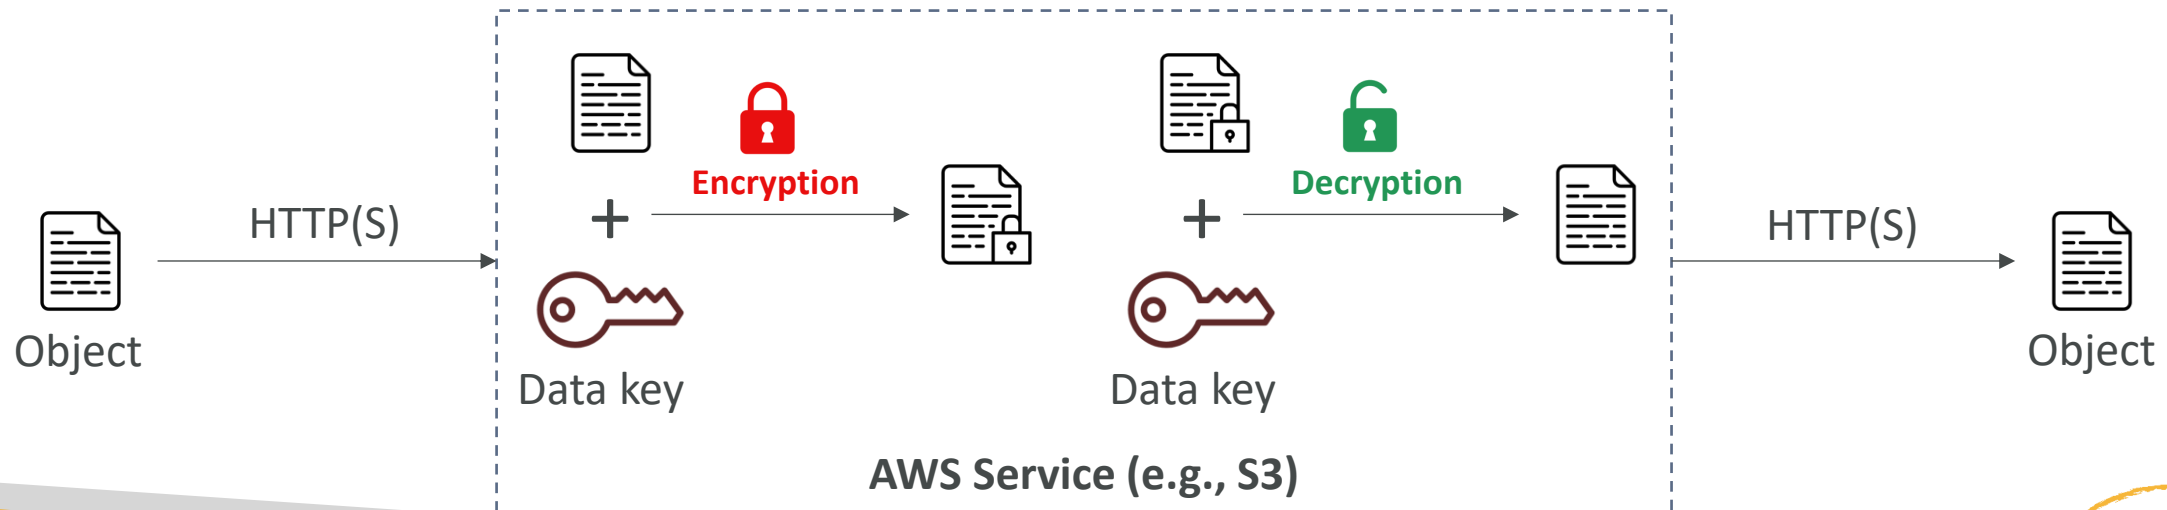 Object
HTTP(S)
Encryption
Data key
Decryption
Data key
AWS Service (e.g., S3)
HTTP(S)
Object